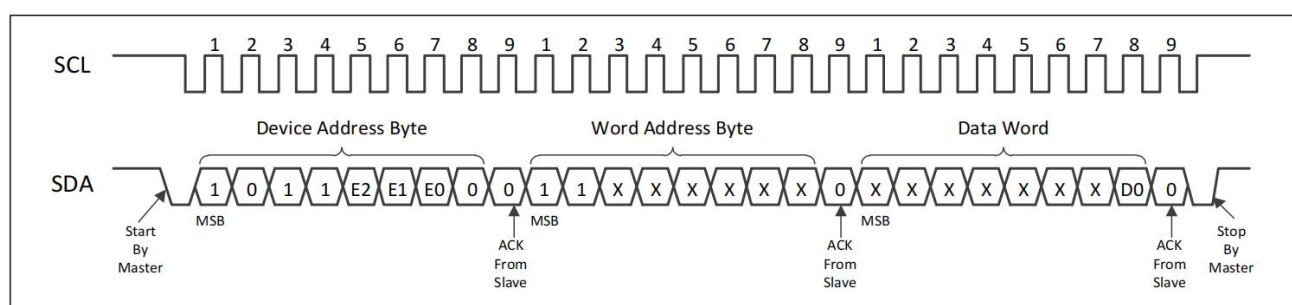 1 2 3 4 5 6 7 8 9 1 2 3 4 5 6 7 8 9 1 2 3 4 5 6 7 8 9
SCL
Device Address Byte Word Address Byte Data Word
SDA 1 0 1 1 E2 E1 E0 0 0 1 1 X X X X X X 0 X X X X X X X D0 0
MSB MSB MSB
Start
By
Master
ACK
From
Slave
ACK
From
Slave
ACK
From
Slave
Stop
By
Master